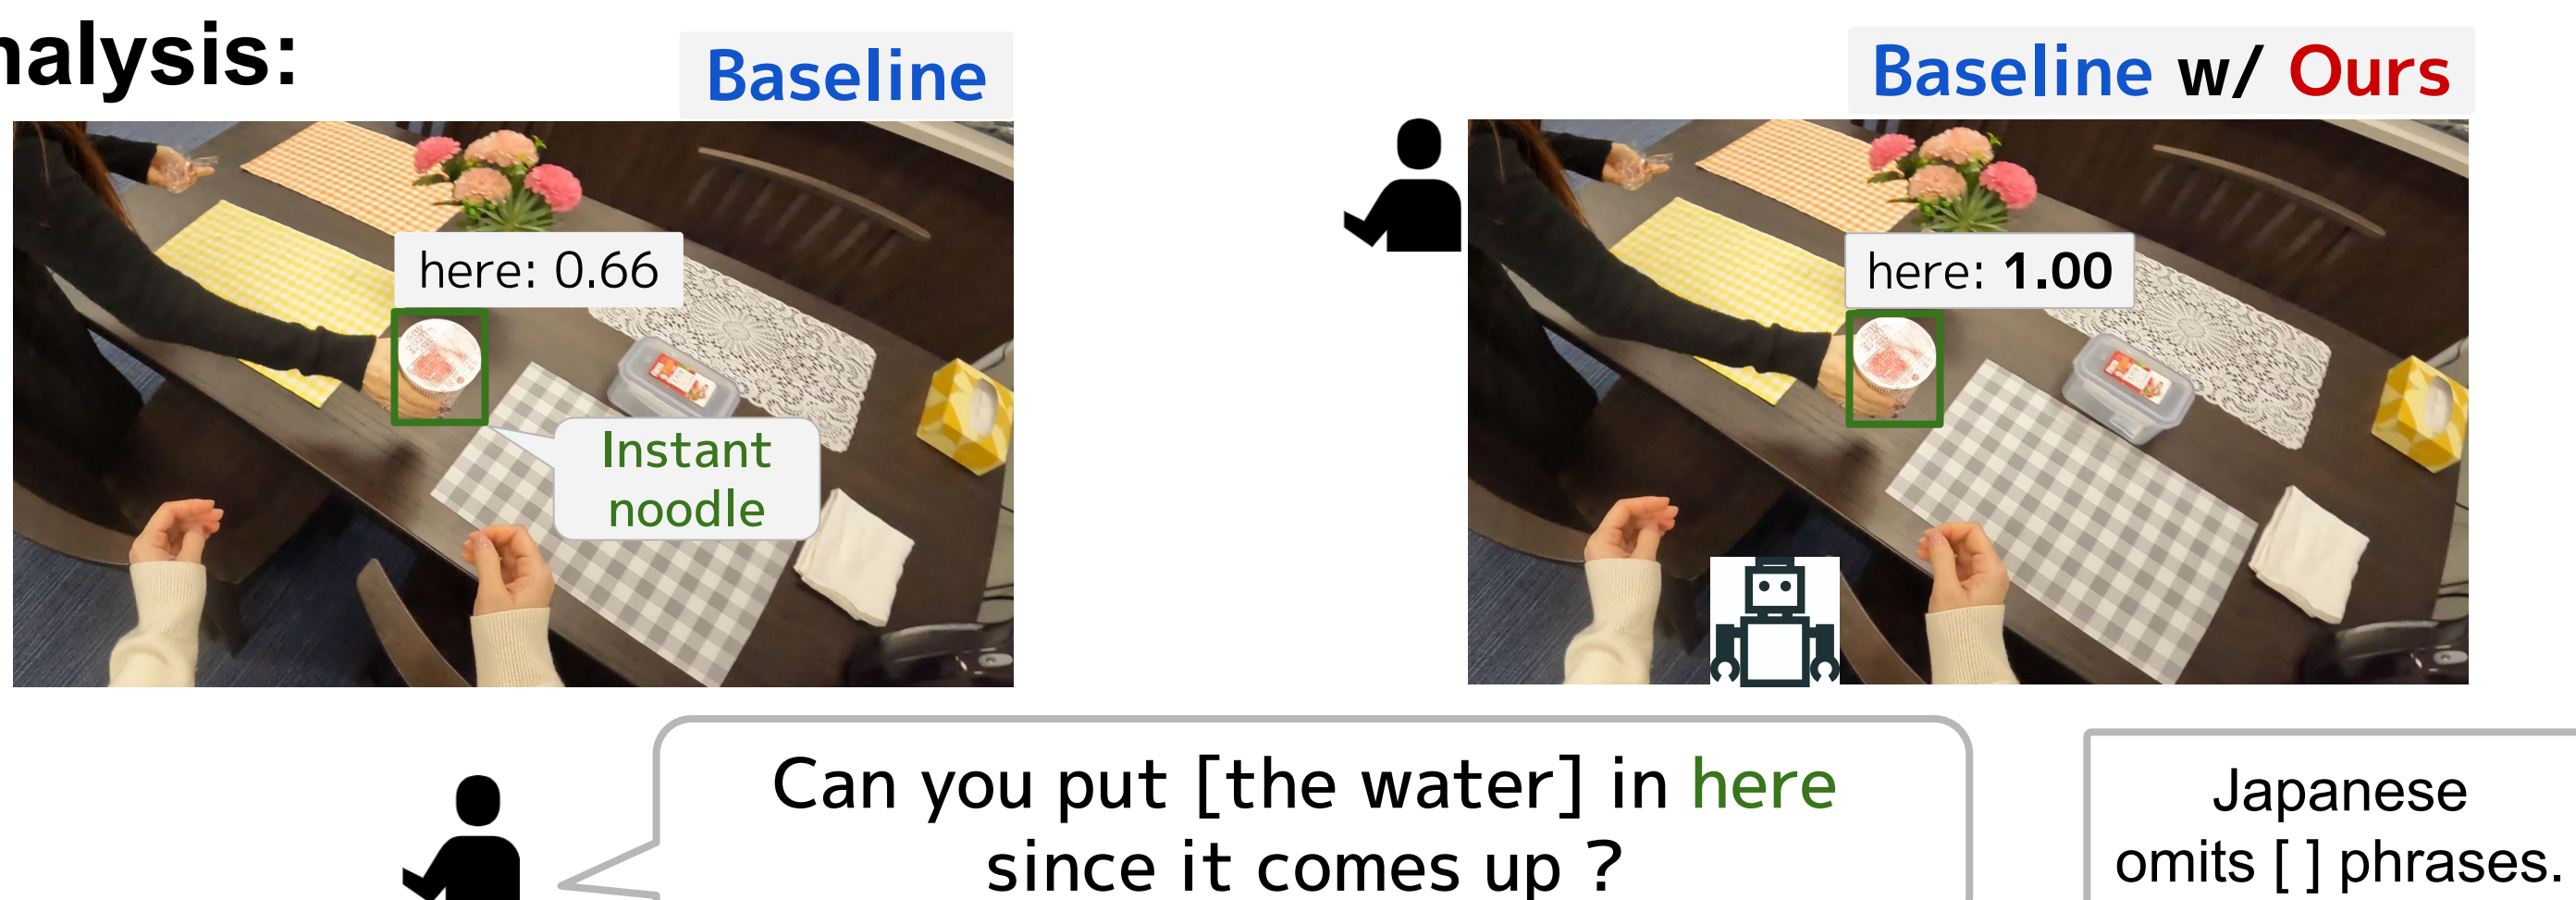 nalysis:
Baseline
Baseline w/ Ours
here: 0.66
here: 1.00
Instant
noodle
Can you put [the water] in here
since it comes up ?
Japanese
omits [ ] phrases.